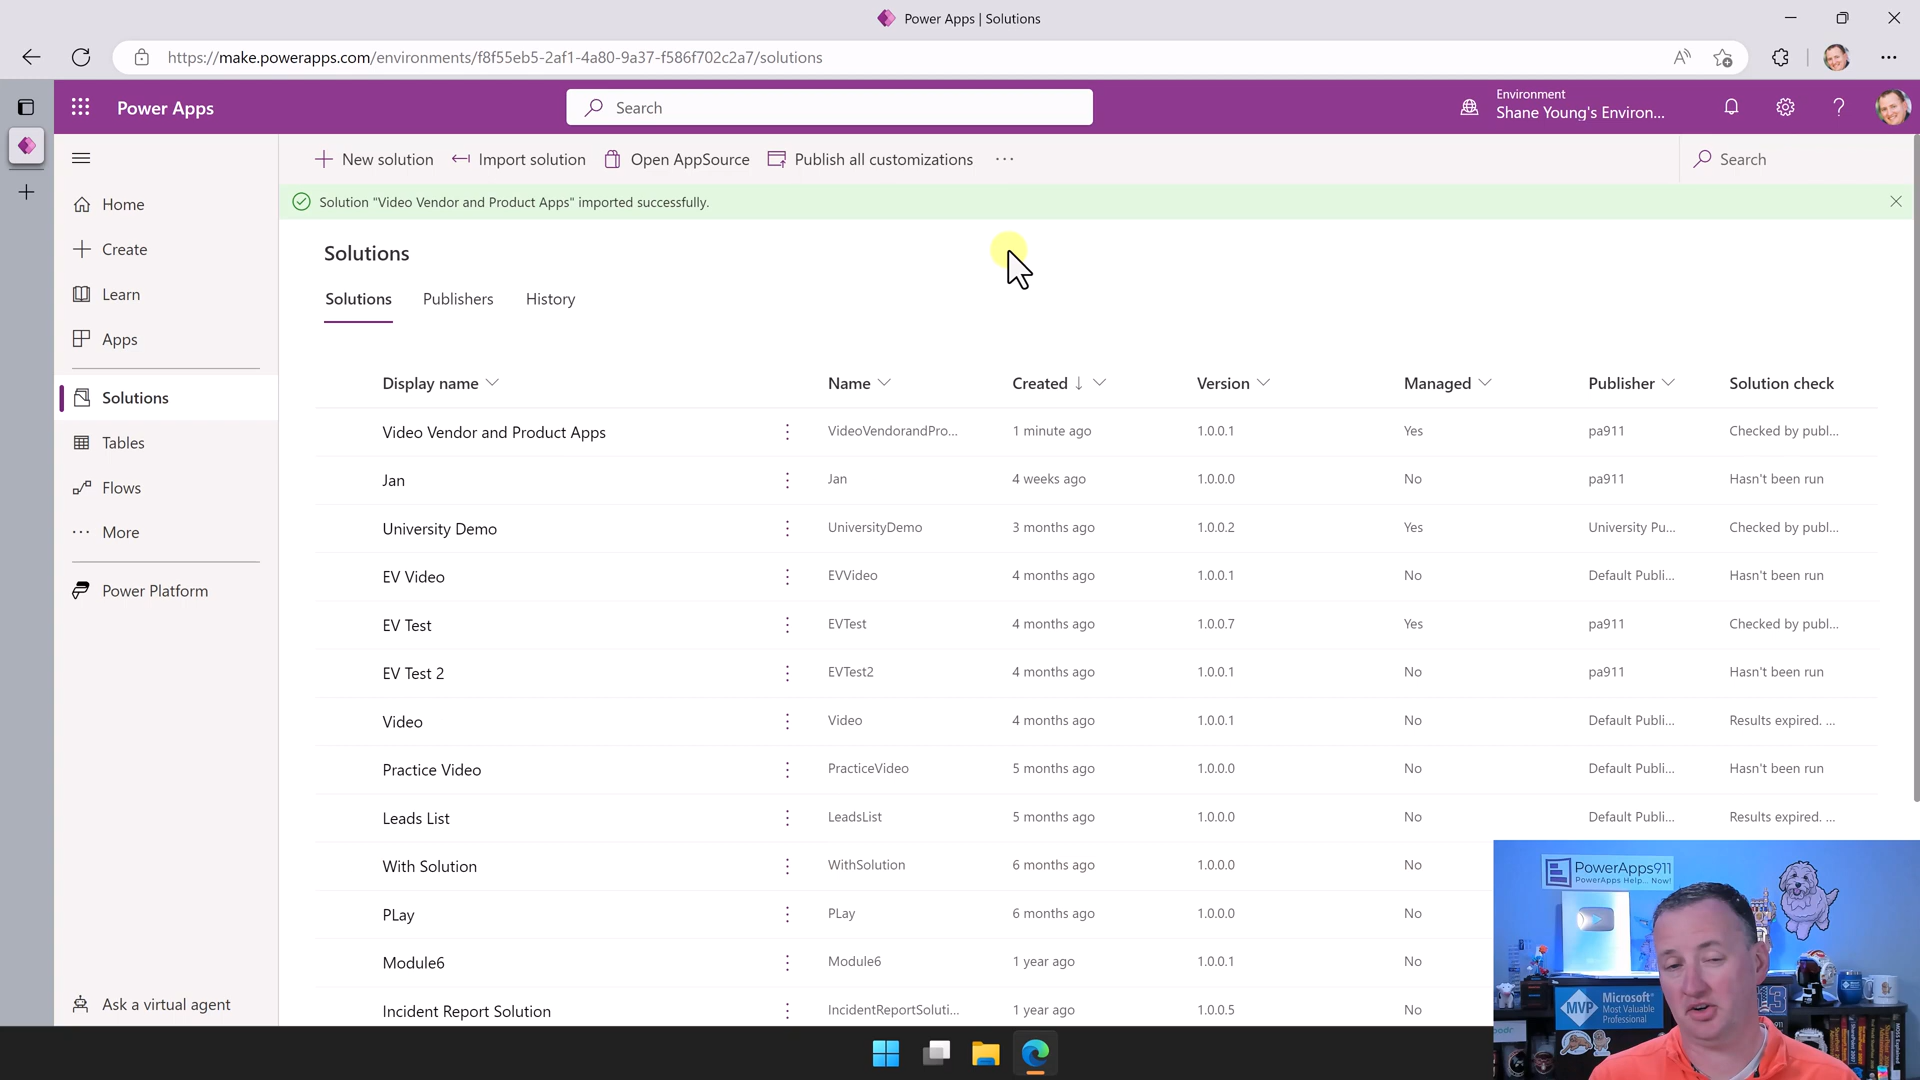 Power Apps | Solutions
https://make.powerapps.com/environments/f8f55eb5-2af1-4a80-9a37-f586f702c2a7/solutions
Power Apps
Search
Environment
Shane Young's Environ...
New solution
Import solution
Open AppSource
Publish all customizations
Search
Solution "Video Vendor and Product Apps" imported successfully.
Home
Create
Learn
Apps
Solutions
Tables
Flows
More
Power Platform
Ask a virtual agent
Solutions
Solutions Publishers History
Display name Name Created Version Managed Publisher Solution check
Video Vendor and Product Apps VideoVendorandPro... 1 minute ago 1.0.0.1 Yes pa911 Checked by publ...
Jan Jan 4 weeks ago 1.0.0.0 No pa911 Hasn't been run
University Demo UniversityDemo 3 months ago 1.0.0.2 Yes University Pu... Checked by publ...
EV Video EVVideo 4 months ago 1.0.0.1 No Default Publi... Hasn't been run
EV Test EVTest 4 months ago 1.0.0.7 Yes pa911 Checked by publ...
EV Test 2 EVTest2 4 months ago 1.0.0.1 No pa911 Hasn't been run
Video Video 4 months ago 1.0.0.1 No Default Publi... Results expired. ...
Practice Video PracticeVideo 5 months ago 1.0.0.0 No Default Publi... Hasn't been run
Leads List LeadsList 5 months ago 1.0.0.0 No Default Publi... Results expired. ...
With Solution WithSolution 6 months ago 1.0.0.0 No
PLay PLay 6 months ago 1.0.0.0 No
Module6 Module6 1 year ago 1.0.0.1 No
Incident Report Solution IncidentReportSoluti... 1 year ago 1.0.0.5 No
PowerApps911
PowerApps Help... Now!
MVP
Microsoft
Most Valuable
Professional